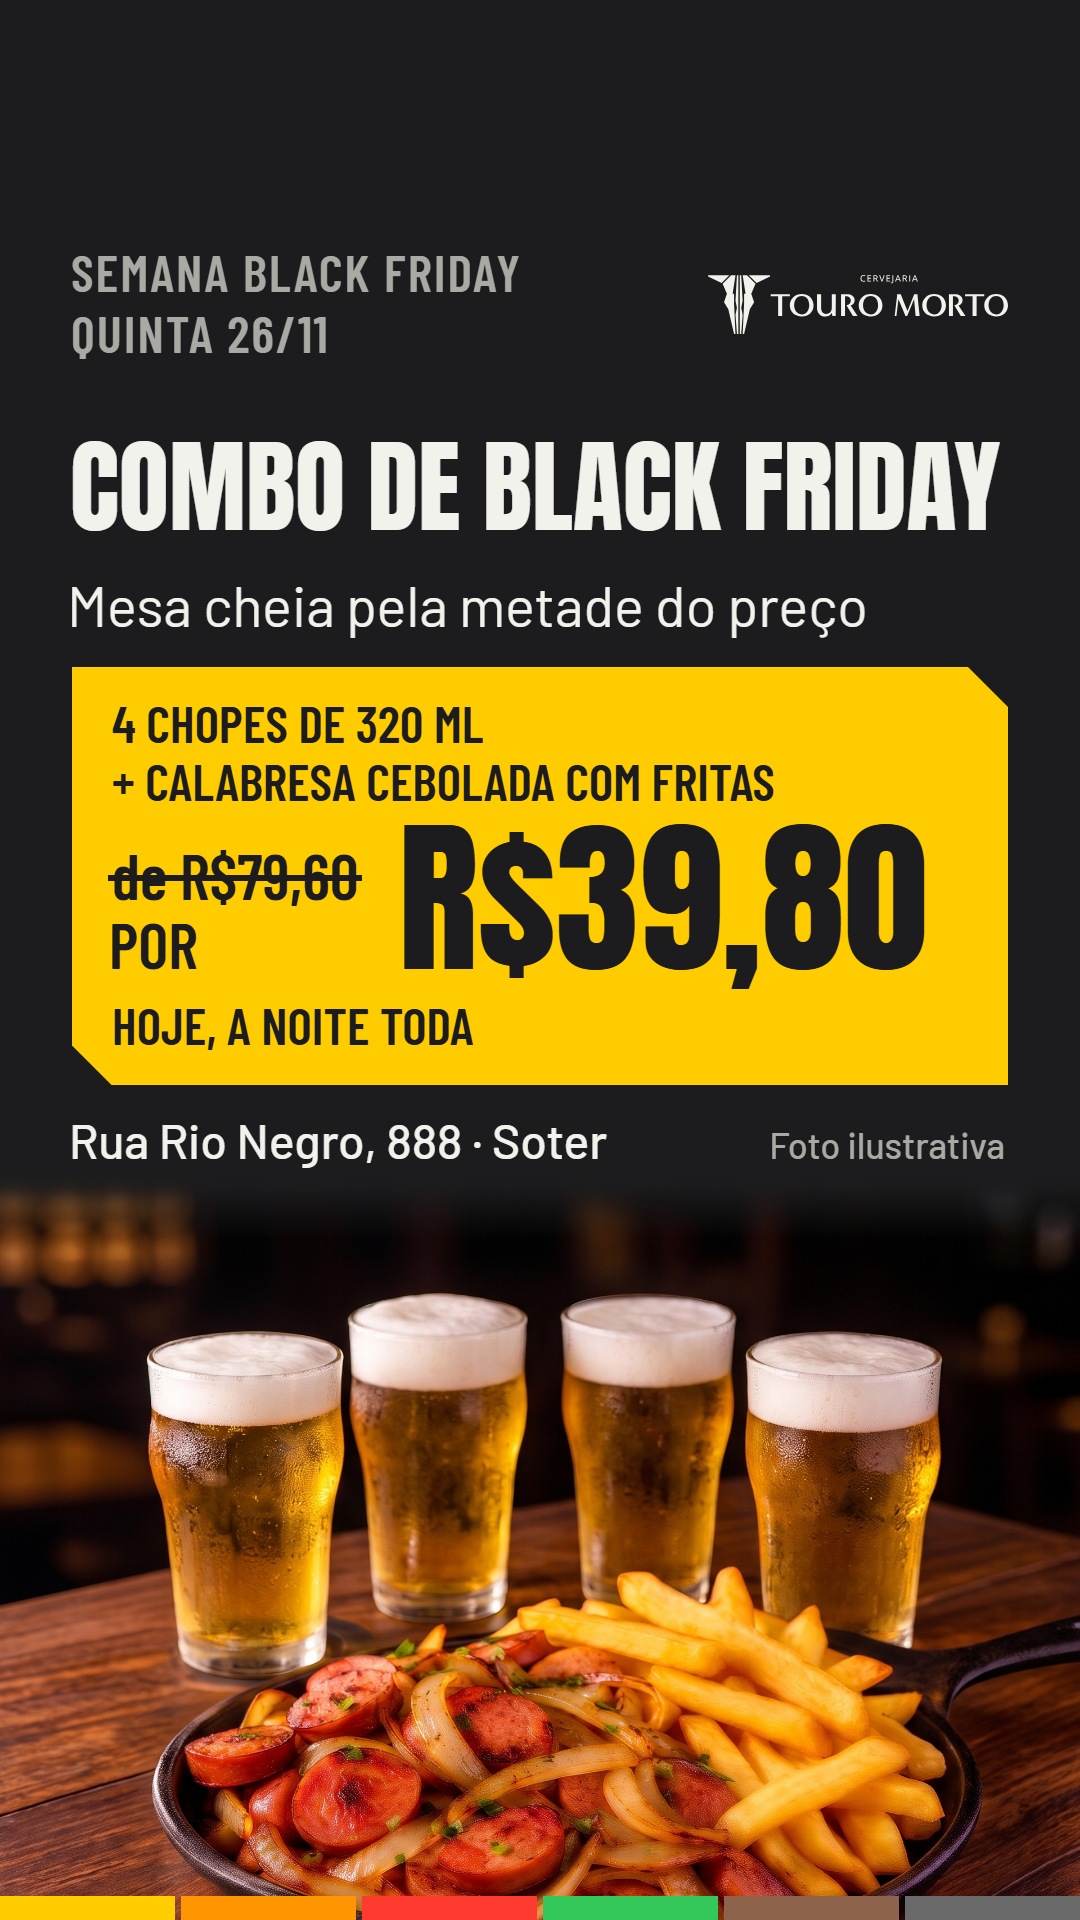 SEMANA BLACK FRIDAY
QUINTA 26/11
CERVEJARIA
TOURO MORTO
COMBO DE BLACK FRIDAY
Mesa cheia pela metade do preço
4 CHOPES DE 320 ML
+ CALABRESA CEBOLADA COM FRITAS
de R$79,60
POR
R$39,80
HOJE, A NOITE TODA
Rua Rio Negro, 888 · Soter
Foto ilustrativa